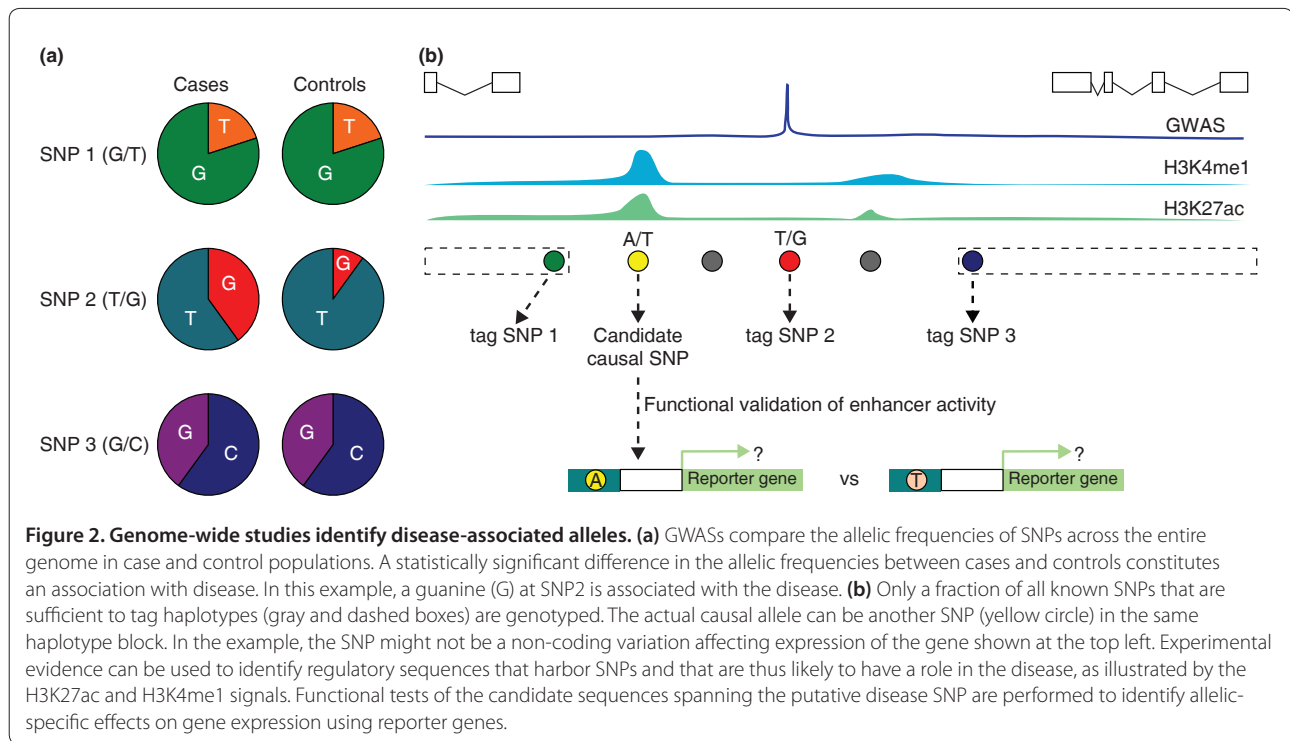 (a)
Cases Controls
SNP 1 (G/T)
T
G
T
G
SNP 2 (T/G)
G
T
G
T
SNP 3 (G/C)
G
C
G
C
(b)
GWAS
H3K4me1
H3K27ac
A/T T/G
tag SNP 1
Candidate
causal SNP
tag SNP 2
tag SNP 3
Functional validation of enhancer activity
? ?
A Reporter gene vs T Reporter gene
Figure 2. Genome-wide studies identify disease-associated alleles. (a) GWASs compare the allelic frequencies of SNPs across the entire
genome in case and control populations. A statistically significant difference in the allelic frequencies between cases and controls constitutes
an association with disease. In this example, a guanine (G) at SNP2 is associated with the disease. (b) Only a fraction of all known SNPs that are
sufficient to tag haplotypes (gray and dashed boxes) are genotyped. The actual causal allele can be another SNP (yellow circle) in the same
haplotype block. In the example, the SNP might not be a non-coding variation affecting expression of the gene shown at the top left. Experimental
evidence can be used to identify regulatory sequences that harbor SNPs and that are thus likely to have a role in the disease, as illustrated by the
H3K27ac and H3K4me1 signals. Functional tests of the candidate sequences spanning the putative disease SNP are performed to identify allelic-
specific effects on gene expression using reporter genes.